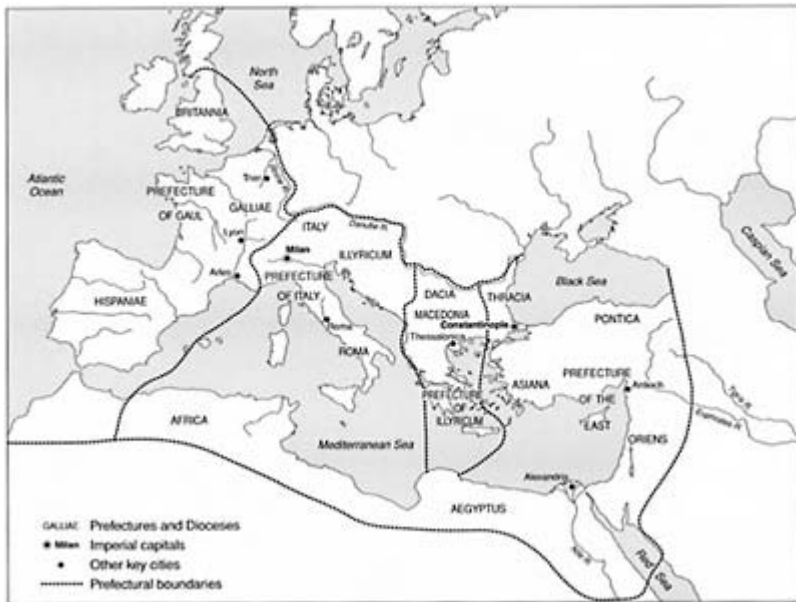 North
Sea
BRITANNIA
Atlantic
Ocean
Trier
PREFECTURE
OF GAUL
GALLIAE
Lyon
ITALY
Danube R.
Milan
ILLYRICUM
Arles
PREFECTURE
OF ITALY
HISPANIAE
Rome
ROMA
DACIA
MACEDONIA
THRACIA
Constantinople
Thessalonica
Black Sea
Caspian Sea
PONTICA
ASIANA
PREFECTURE
OF THE
EAST
Antioch
Tigris R.
Euphrates R.
ORIENS
PREFECTURE
OF
ILLYRICUM
AFRICA
Mediterranean Sea
Alexandria
AEGYPTUS
Nile R.
Red Sea
GALLIAE Prefectures and Dioceses
Milan Imperial capitals
Other key cities
Prefectural boundaries